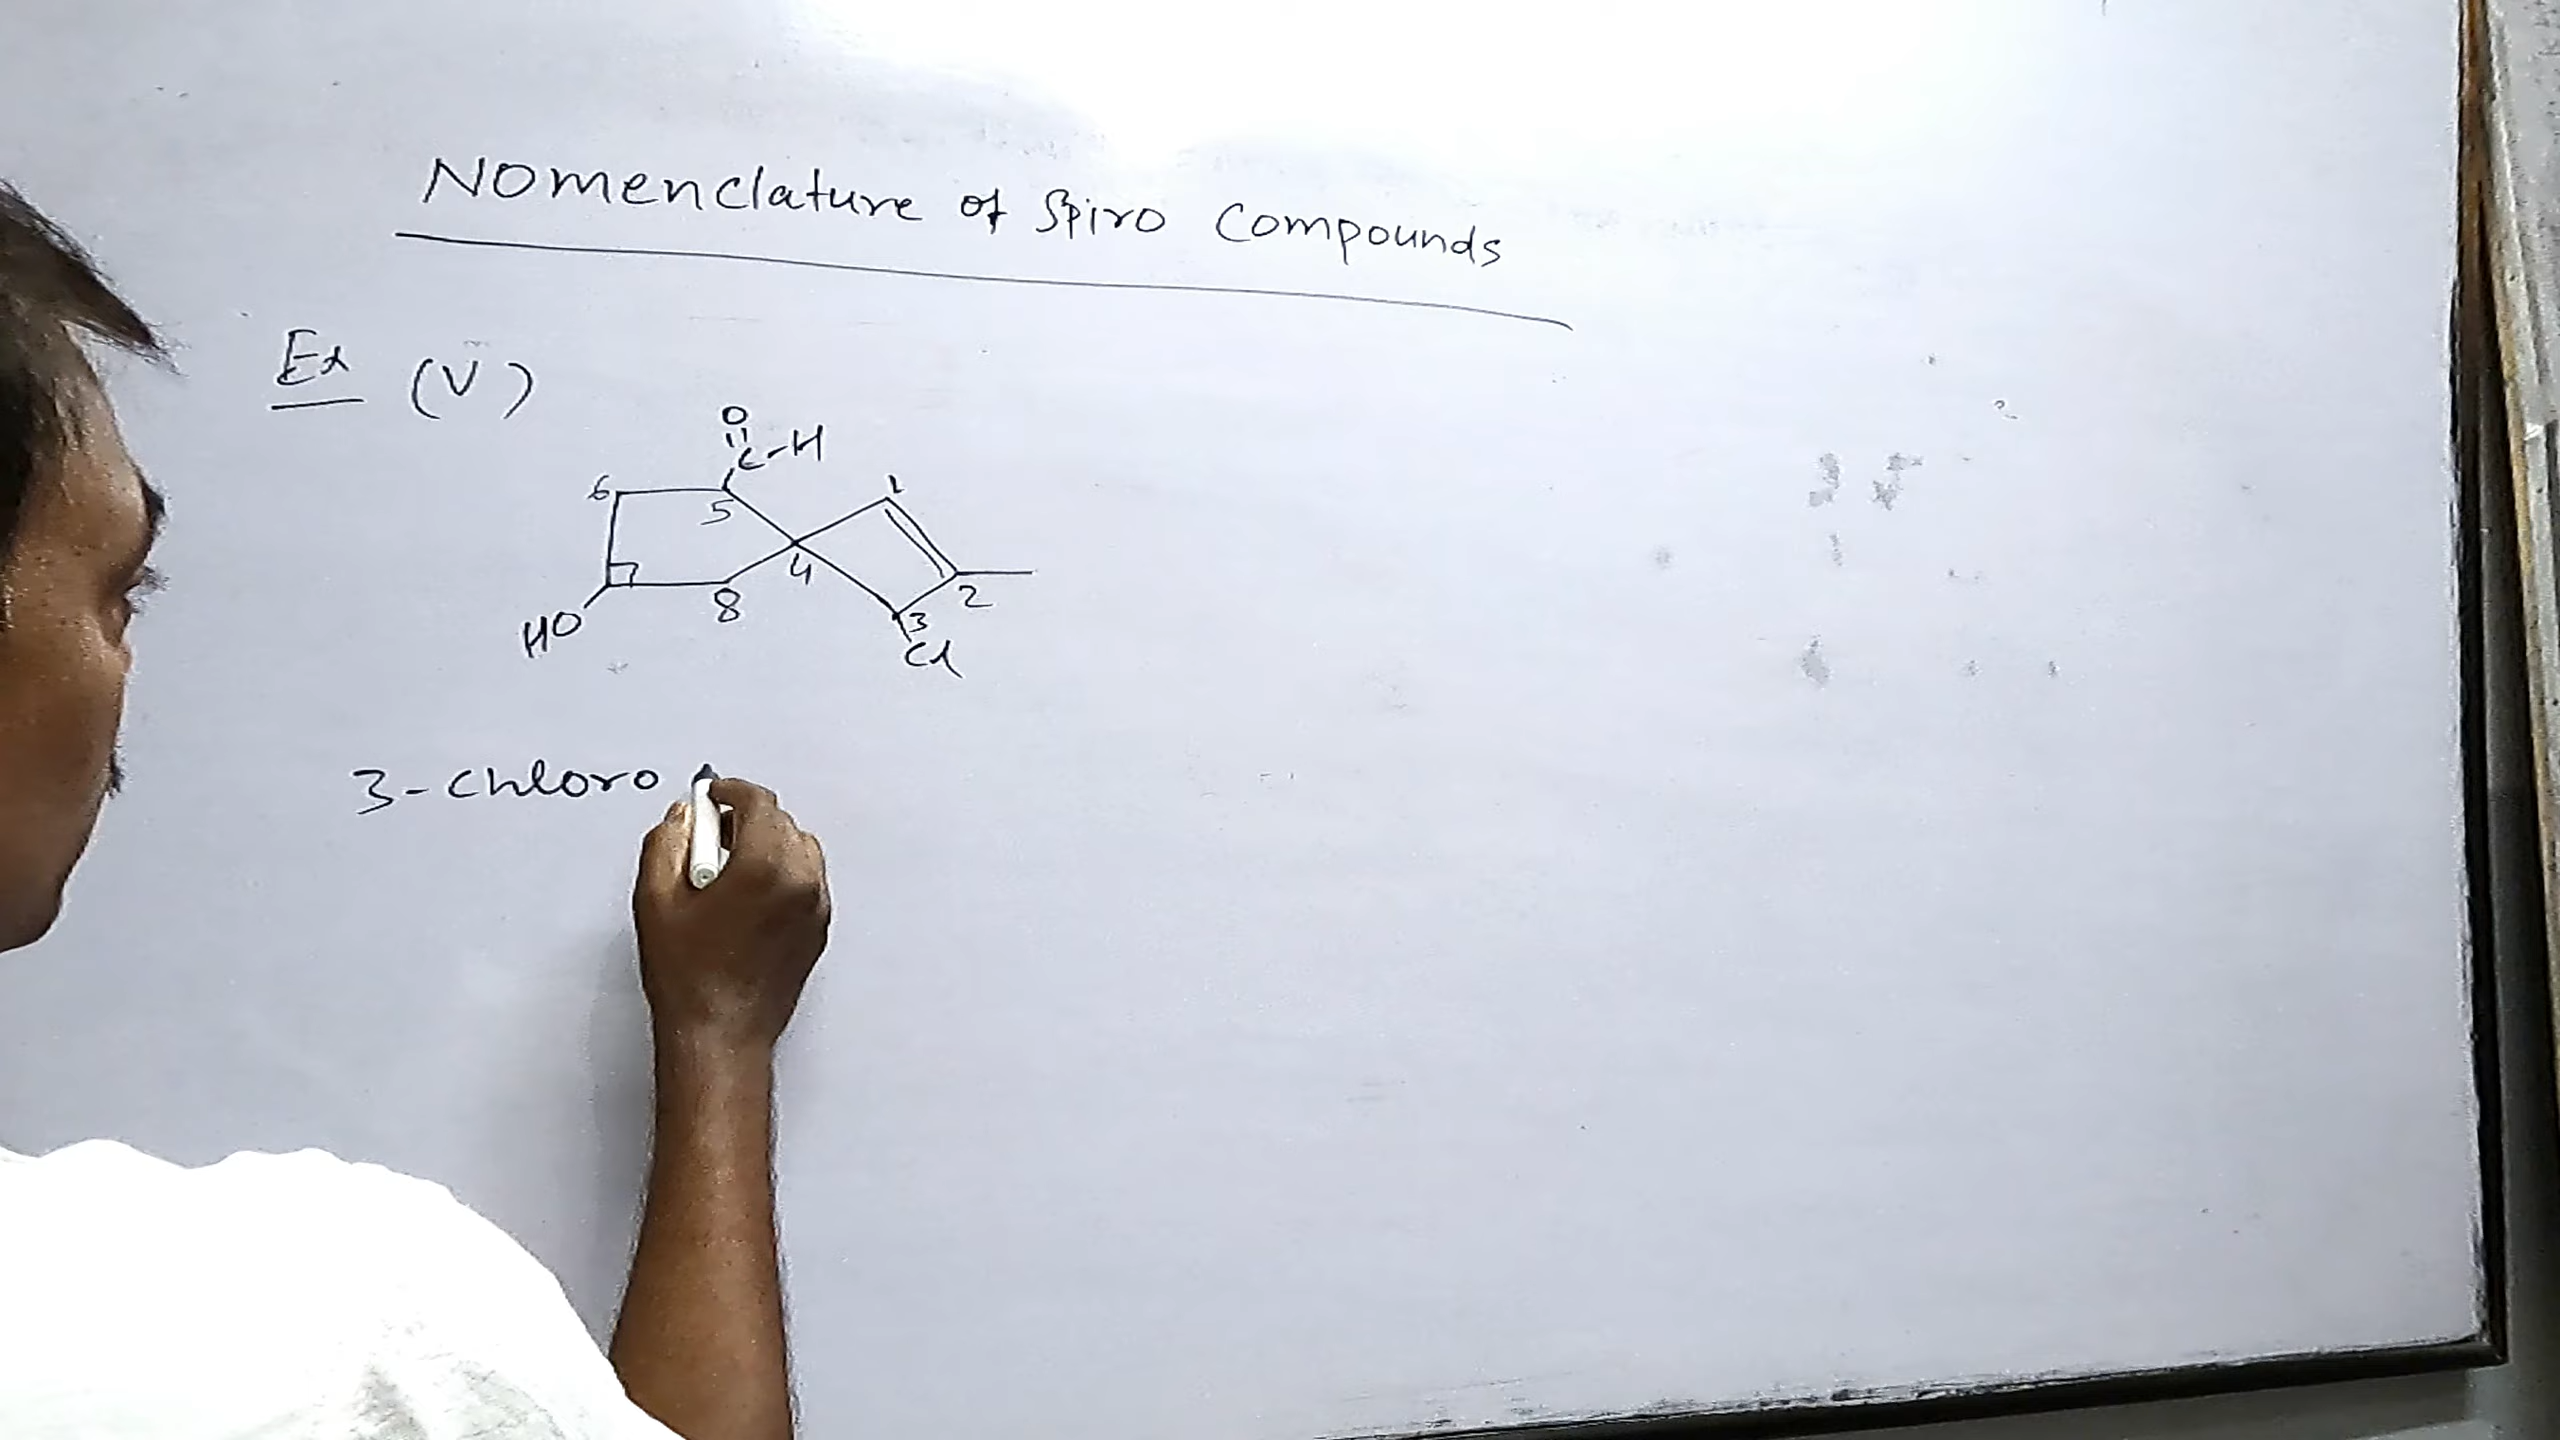 Nomenclature of Spiro Compounds
Ex (V)
O
C-H
6 5 1
7 8 4 3 2
HO Cl
3-chloro